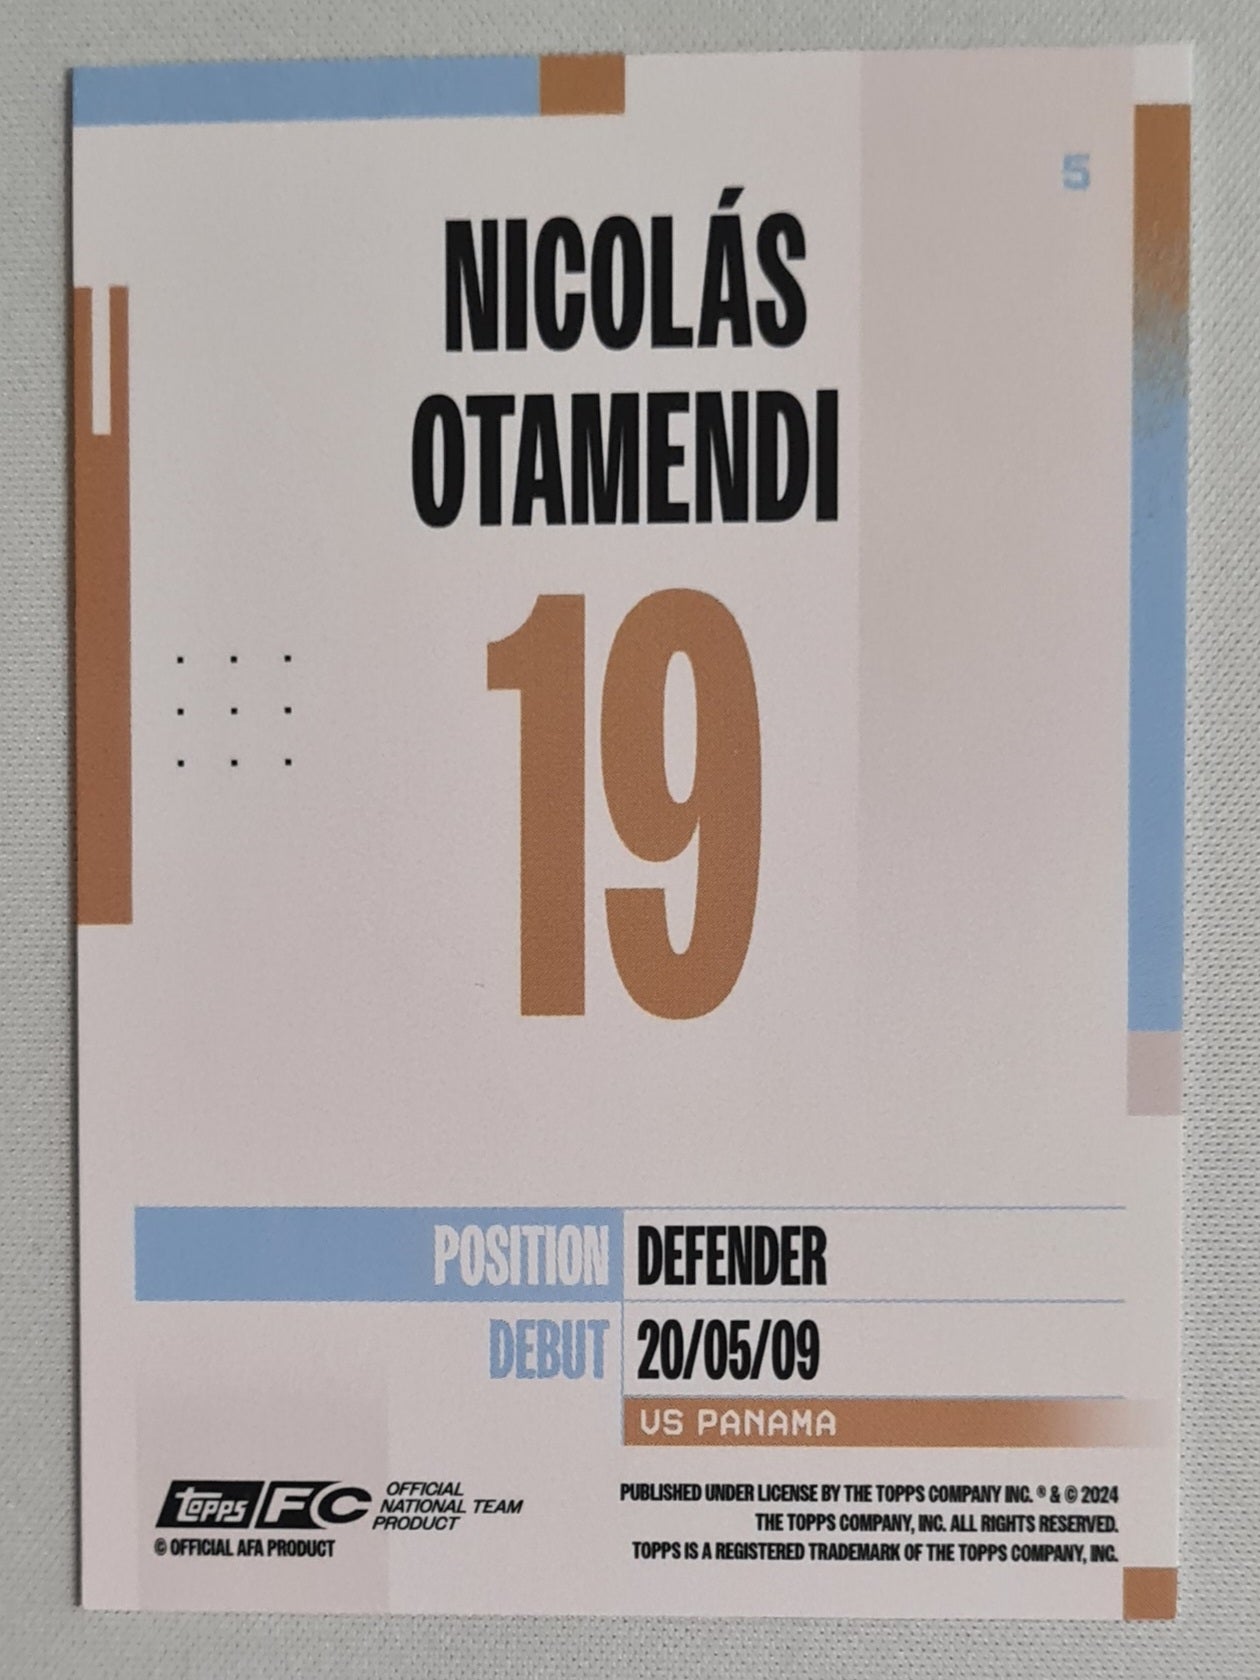 5
NICOLÁS
OTAMENDI
19
POSITION DEFENDER
DEBUT 20/05/09
VS PANAMA
topps FC OFFICIAL
NATIONAL TEAM
PRODUCT
© OFFICIAL AFA PRODUCT
PUBLISHED UNDER LICENSE BY THE TOPPS COMPANY INC. ® & © 2024
THE TOPPS COMPANY, INC. ALL RIGHTS RESERVED.
TOPPS IS A REGISTERED TRADEMARK OF THE TOPPS COMPANY, INC.